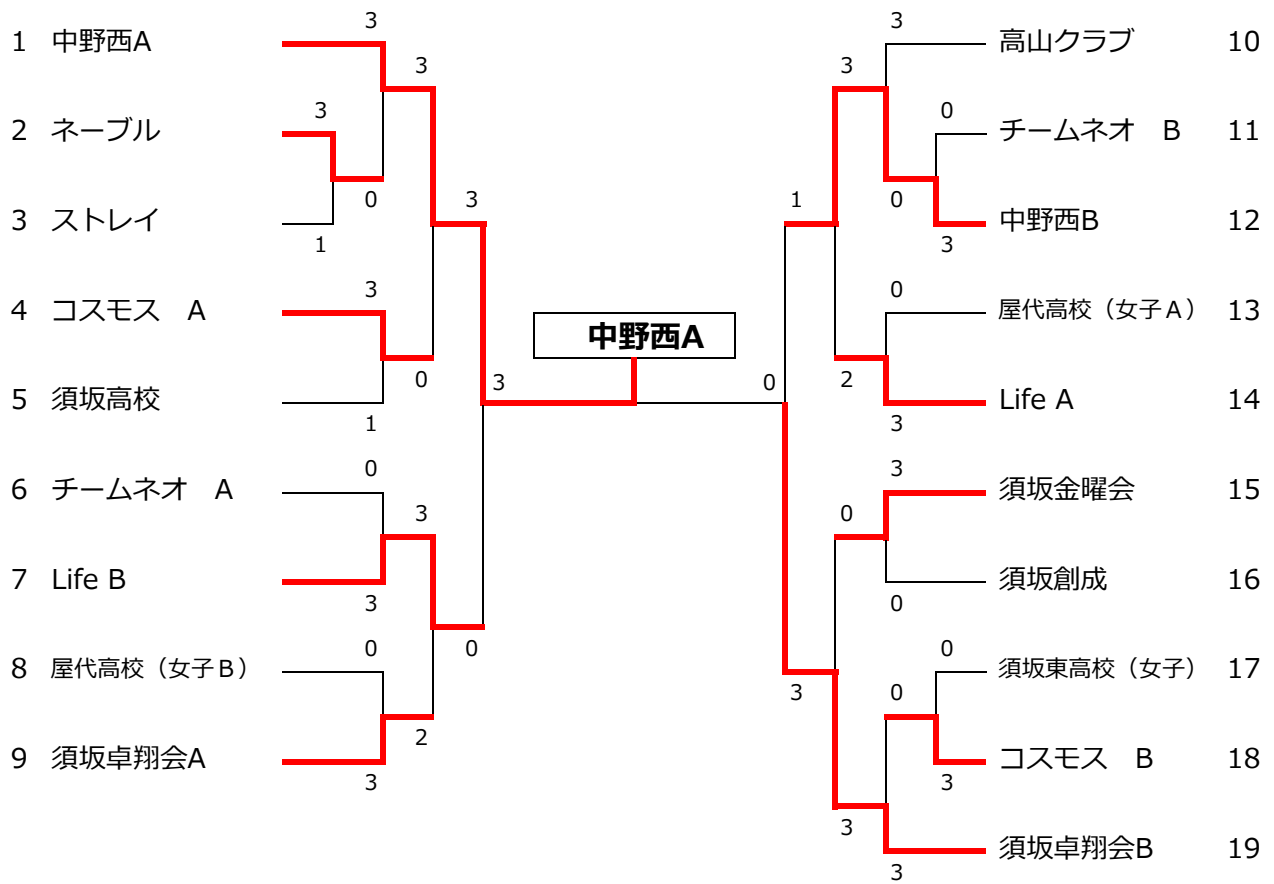 3
1 中野西A
3
2 ネーブル
3
0
3 ストレイ
1
3
4 コスモス　A
3
0
5 須坂高校
1
0
6 チームネオ　A
3
7 Life B
3
0
0
8 屋代高校（女子Ｂ）
2
9 須坂卓翔会A
3
3
中野西A
0
3
高山クラブ 10
3
0
チームネオ　B 11
1
0
中野西B 12
3
0
屋代高校（女子Ａ） 13
2
Life A 14
3
3
須坂金曜会 15
0
須坂創成 16
0
0
須坂東高校（女子） 17
3
0
コスモス　B 18
3
3
須坂卓翔会B 19
3